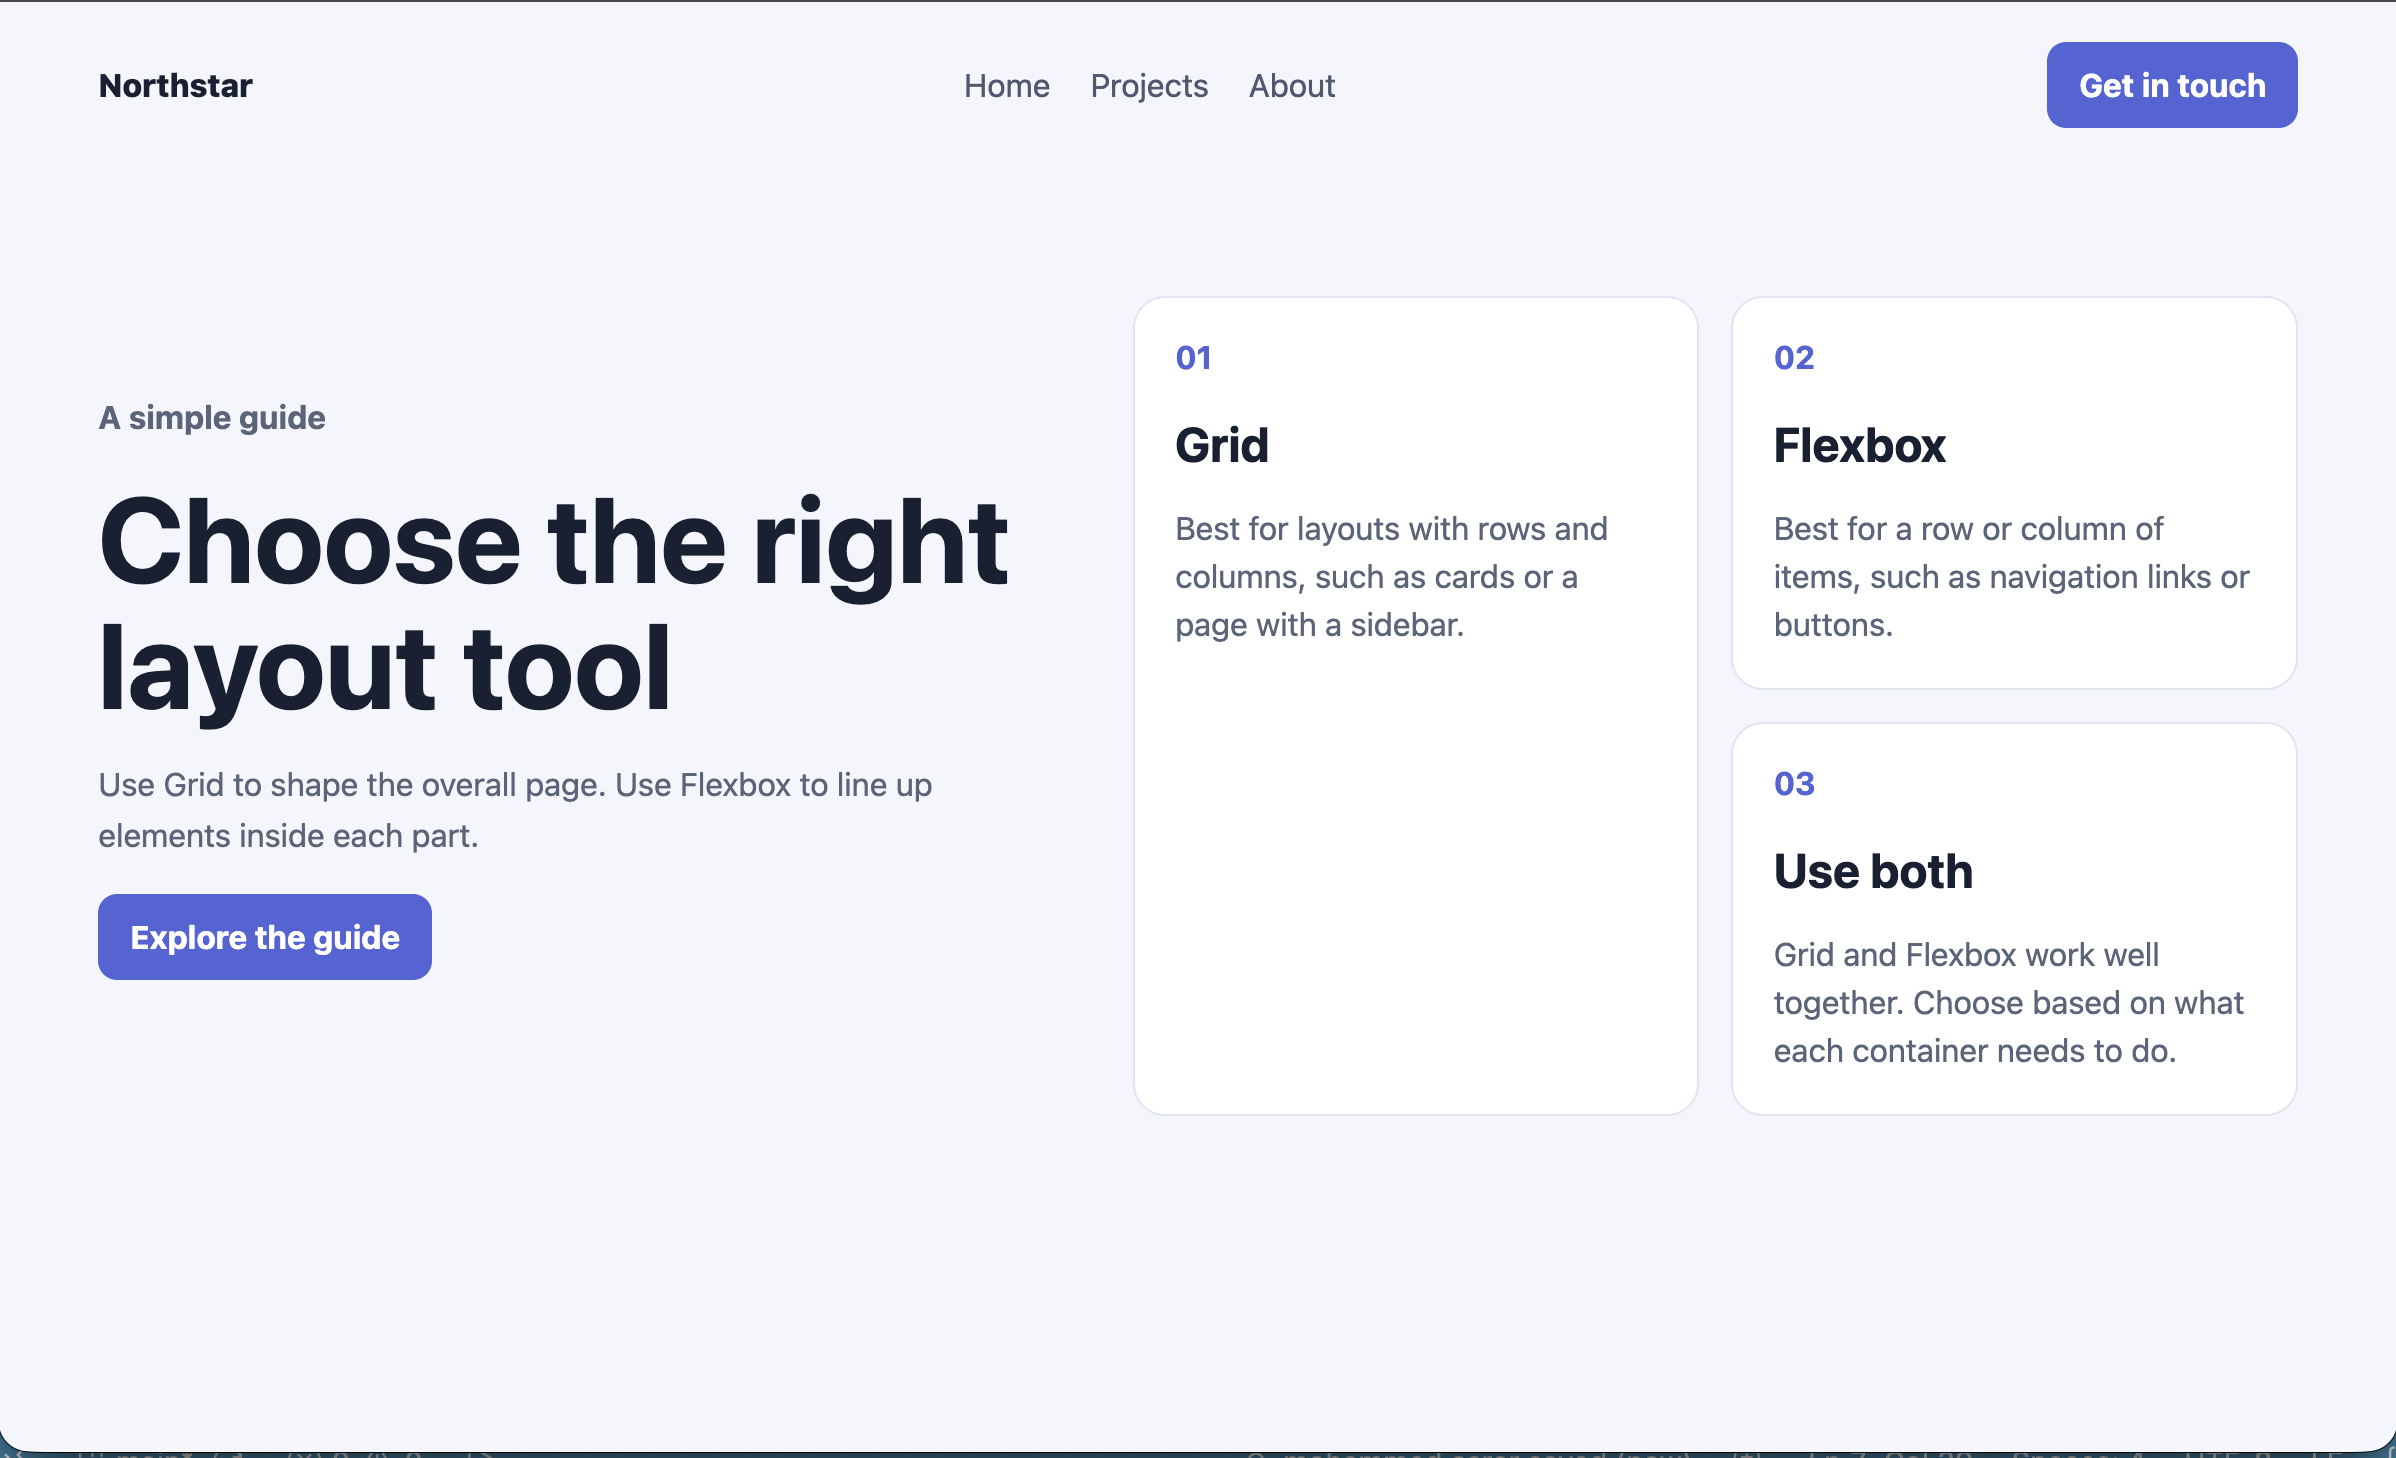 Northstar
Home Projects About
Get in touch
A simple guide
Choose the right
layout tool
Use Grid to shape the overall page. Use Flexbox to line up
elements inside each part.
Explore the guide
01
Grid
Best for layouts with rows and
columns, such as cards or a
page with a sidebar.
02
Flexbox
Best for a row or column of
items, such as navigation links or
buttons.
03
Use both
Grid and Flexbox work well
together. Choose based on what
each container needs to do.